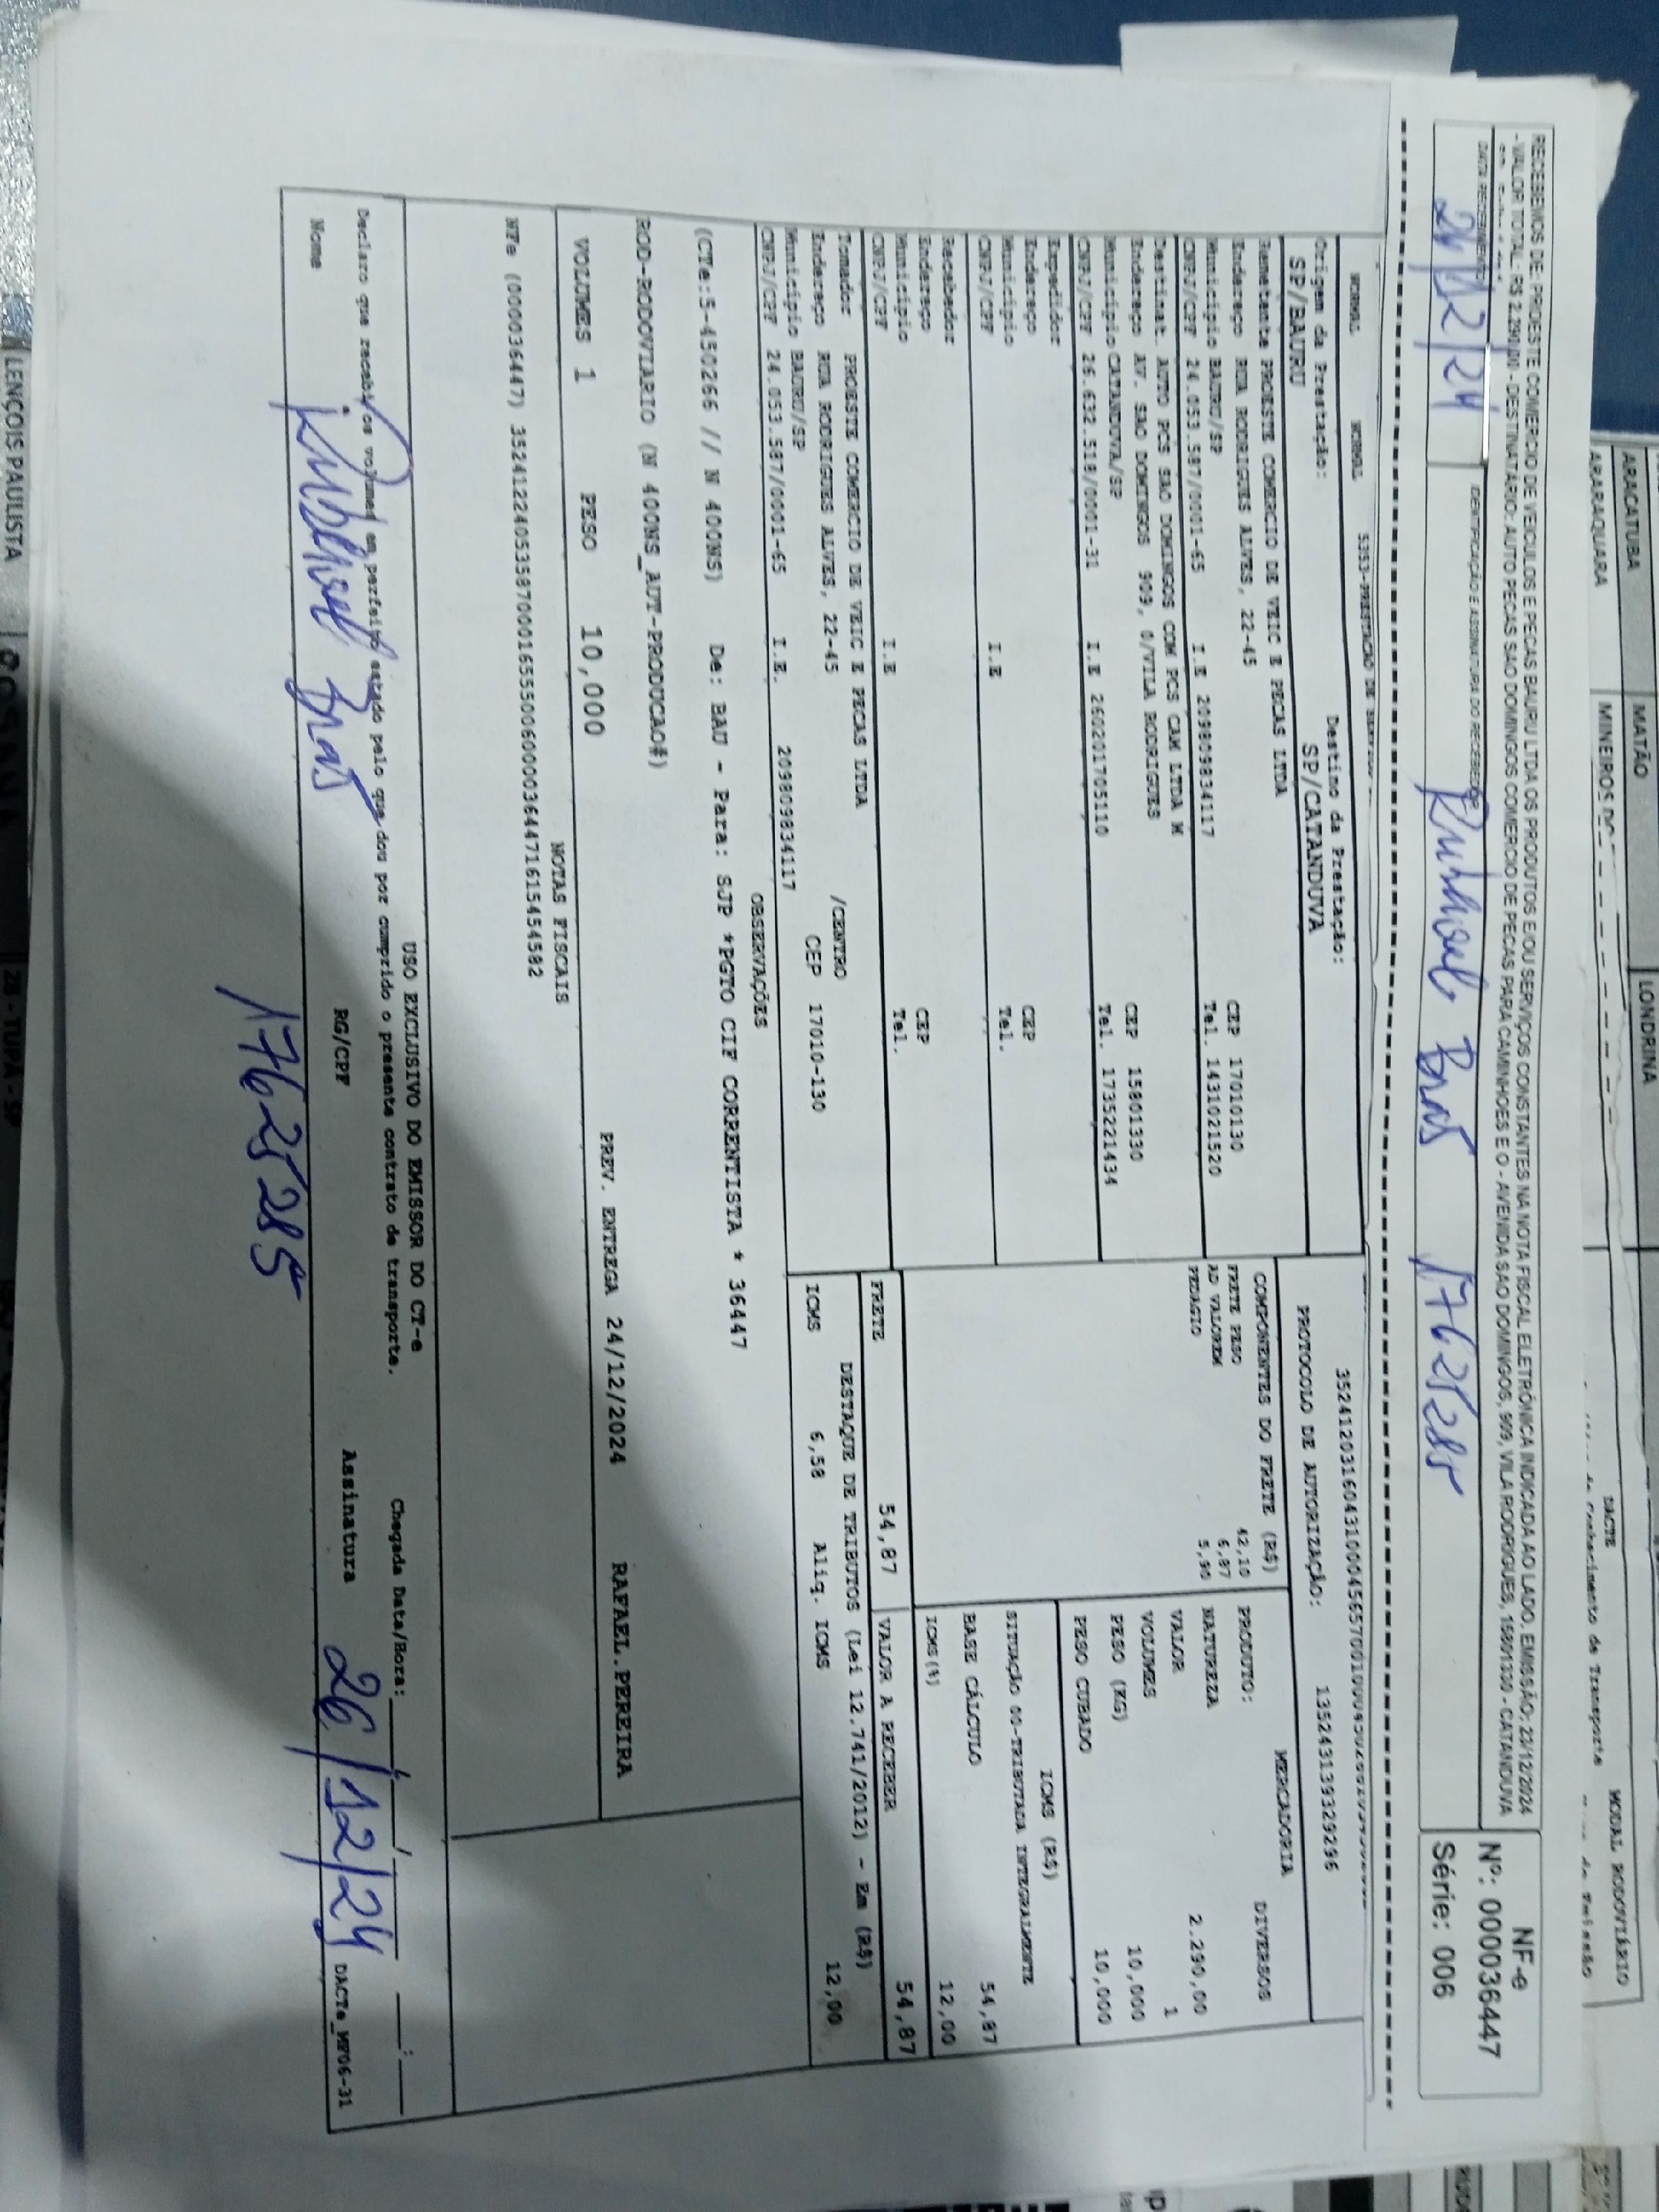 ARACATUBA
MATÃO
LONDRINA
ARARAQUARA
MINEIROS DO
DACTE
MODAL RODOVIÁRIO
de Transporte
RECEBEMOS DE: PROESTE COMERCIO DE VEICULOS E PECAS BAURU LTDA OS PRODUTOS E/OU SERVIÇOS CONSTANTES NA NOTA FISCAL ELETRÔNICA INDICADA AO LADO, EMISSÃO: 23/12/2024
- VALOR TOTAL: R$ 2.290,00 - DESTINATÁRIO: AUTO PECAS SAO DOMINGOS COMERCIO DE PECAS PARA CAMINHOES E O - AVENIDA SAO DOMINGOS, 909, VILA RODRIGUES, 15801330 - CATANDUVA
DATA RECEBIMENTO
IDENTIFICAÇÃO E ASSINATURA DO RECEBEDOR
NF-e
Nº: 000036447
Série: 006
NORMAL NORMAL 5353-PRESTAÇÃO DE
Origem da Prestação: Destino da Prestação:
SP/BAURU SP/CATANDUVA
PROTOCOLO DE AUTORIZAÇÃO: 135243139329296
Remetente PROESTE COMERCIO DE VEIC E PECAS LTDA
Endereço RUA RODRIGUES ALVES, 22-45 CEP 17010130
Município BAURU/SP Tel. 1431021520
CNPJ/CPF 24.053.587/0001-65 I.E 209809834117
Destinat. AUTO PCS SAO DOMINGOS COM PCS CAM LTDA M
Endereço AV. SAO DOMINGOS 909, 0/VILA RODRIGUES CEP 15801330
Município CATANDUVA/SP Tel. 1735221434
CNPJ/CPF 26.632.518/0001-31 I.E 260201705110
Expedidor
Endereço CEP
Município Tel.
CNPJ/CPF I.E
Recebedor
Endereço CEP
Município Tel.
CNPJ/CPF I.E
Tomador PROESTE COMERCIO DE VEIC E PECAS LTDA
Endereço RUA RODRIGUES ALVES, 22-45 /CENTRO
Município BAURU/SP CEP 17010-130
CNPJ/CPF 24.053.587/0001-65 I.E. 209809834117
COMPONENTES DO FRETE (R$)
FRETE PESO 42,10
AD VALOREM 6,87
PEDAGIO 5,90
MERCADORIA
PRODUTO: DIVERSOS
NATUREZA
VALOR 2.290,00
VOLUMES 1
PESO (KG) 10,000
PESO CUBADO 10,000
ICMS (R$)
SITUAÇÃO 00-TRIBUTADA INTEGRALMENTE
BASE CÁLCULO 54,87
ICMS(%) 12,00
FRETE 54,87 VALOR A RECEBER 54,87
DESTAQUE DE TRIBUTOS (Lei 12.741/2012) - Em (R$)
ICMS 6,58 Aliq. ICMS 12,00
OBSERVAÇÕES
(CTe:5-450266 // N 400NS) De: BAU - Para: SJP *PGTO CIF CORRENTISTA * 36447
ROD-RODOVIARIO (N 400NS_AUT-PRODUCAO#)
VOLUMES 1 PESO 10,000 PREV. ENTREGA 24/12/2024 RAFAEL.PEREIRA
NOTAS FISCAIS
NFe (000036447) 35241224053587000165550060000364471615454582
USO EXCLUSIVO DO EMISSOR DO CT-e
Declaro que recebi os volumes em perfeito estado pelo que dou por cumprido o presente contrato de transporte. Chegada Data/Hora: __/__/__ __:__
Nome RG/CPF Assinatura
26/12/24
DACTe_MF06-31
LENÇOIS PAULISTA
28 - TUPÃ - SP